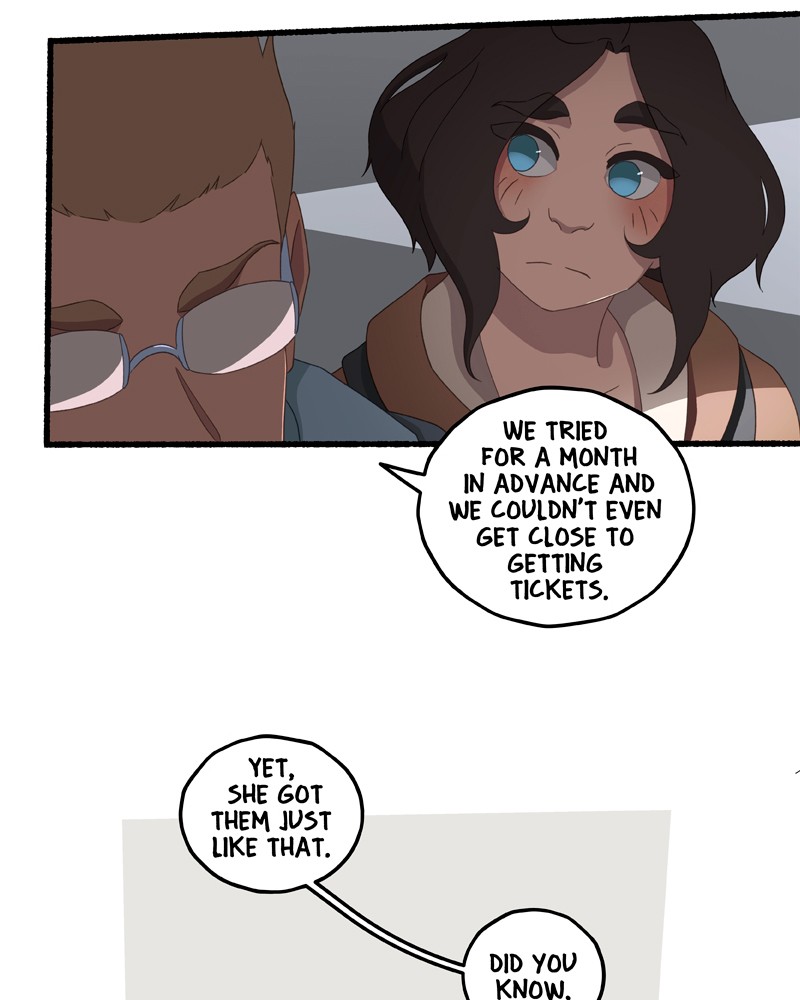 WE TRIED
FOR A MONTH
IN ADVANCE AND
WE COULDN'T EVEN
GET CLOSE TO
GETTING
TICKETS.
YET,
SHE GOT
THEM JUST
LIKE THAT.
DID YOU
KNOW.